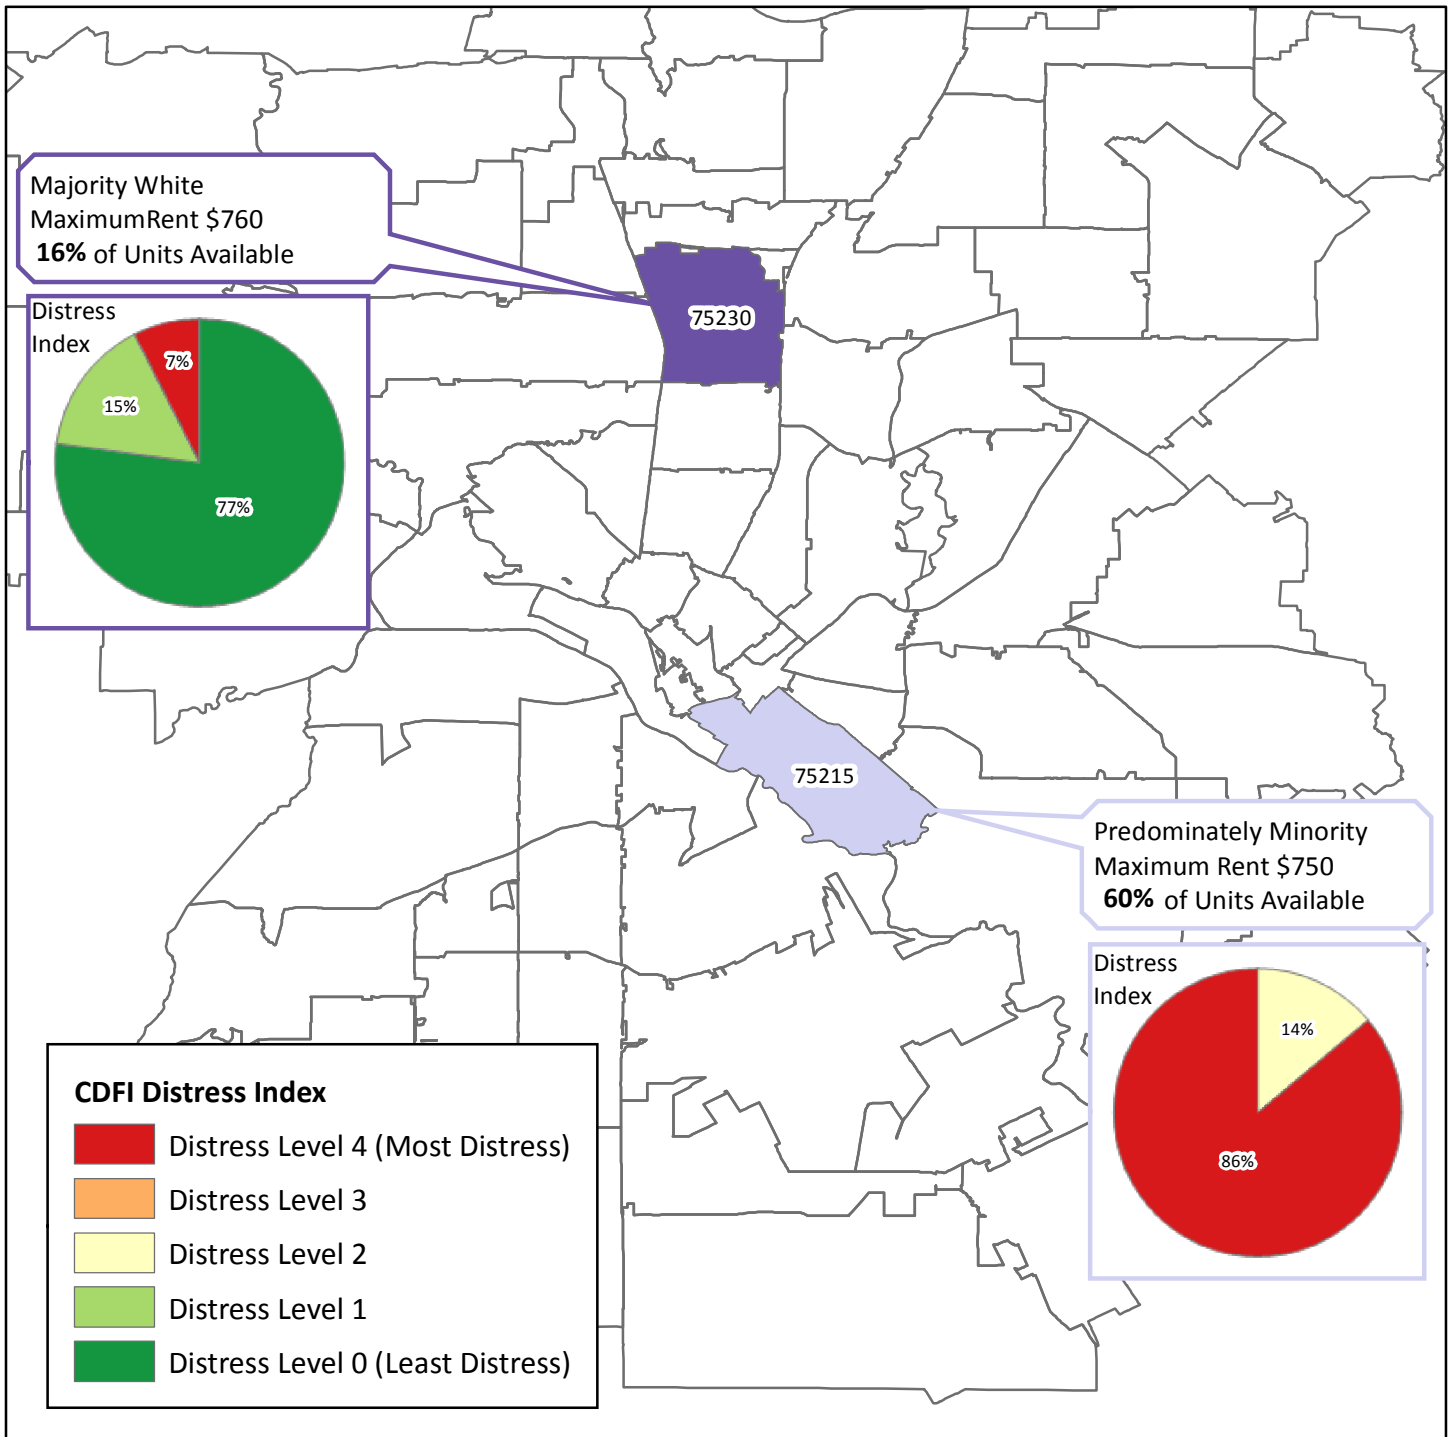 Majority White
MaximumRent $760
16% of Units Available
Distress
Index
7%
15%
77%
75230
75215
Predominately Minority
Maximum Rent $750
60% of Units Available
Distress
Index
14%
86%
CDFI Distress Index
Distress Level 4 (Most Distress)
Distress Level 3
Distress Level 2
Distress Level 1
Distress Level 0 (Least Distress)